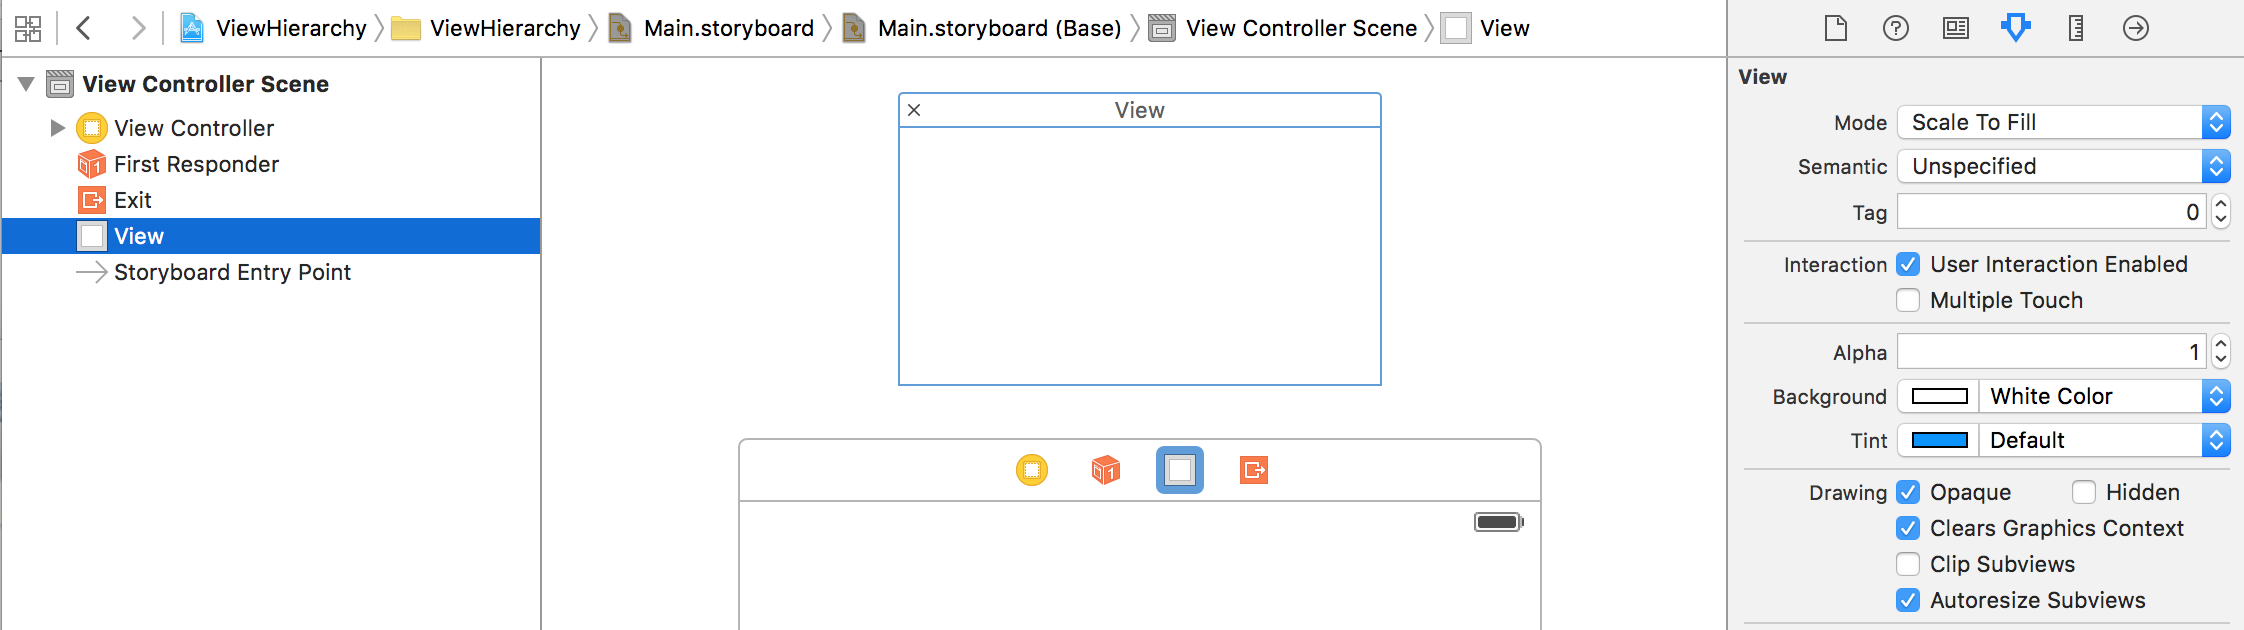 ViewHierarchy ViewHierarchy Main.storyboard Main.storyboard (Base) View Controller Scene View
View Controller Scene
View Controller
First Responder
Exit
View
Storyboard Entry Point
View
View
Mode Scale To Fill
Semantic Unspecified
Tag 0
Interaction User Interaction Enabled
Multiple Touch
Alpha 1
Background White Color
Tint Default
Drawing Opaque Hidden
Clears Graphics Context
Clip Subviews
Autoresize Subviews